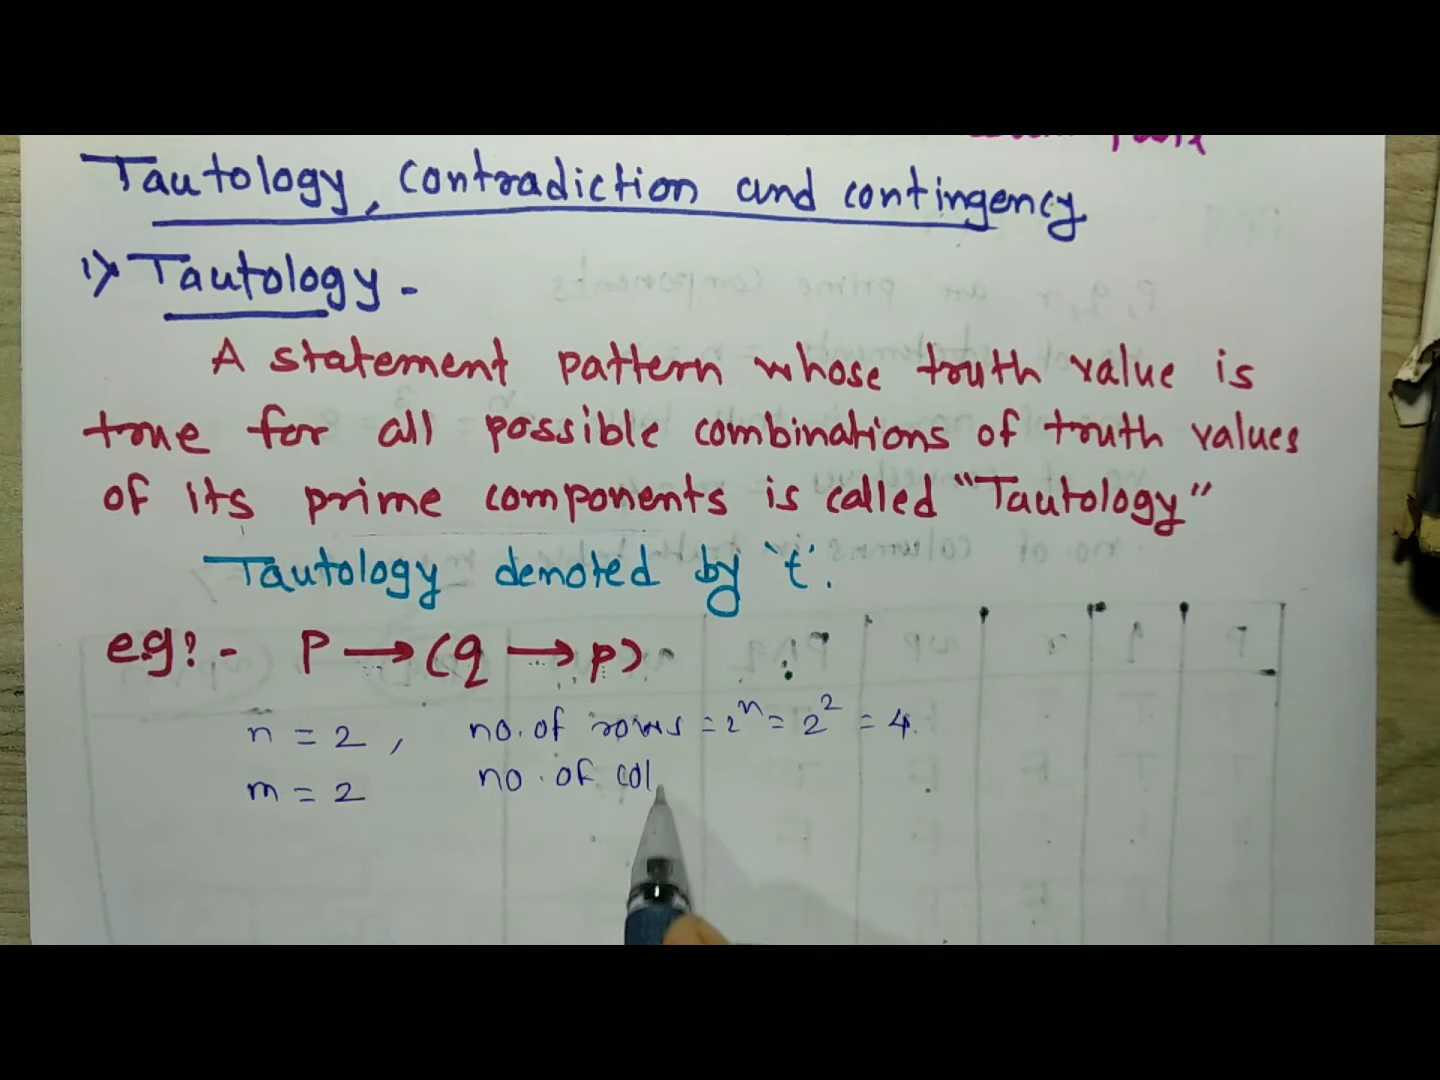 Tautology, contradiction and contingency
1) Tautology -
A statement pattern whose truth value is
true for all possible combinations of truth values
of its prime components is called "Tautology"
Tautology denoted by 't'.
e.g:- P → (q → p)
n = 2, no. of rows = 2^n = 2^2 = 4
m = 2 no. of col